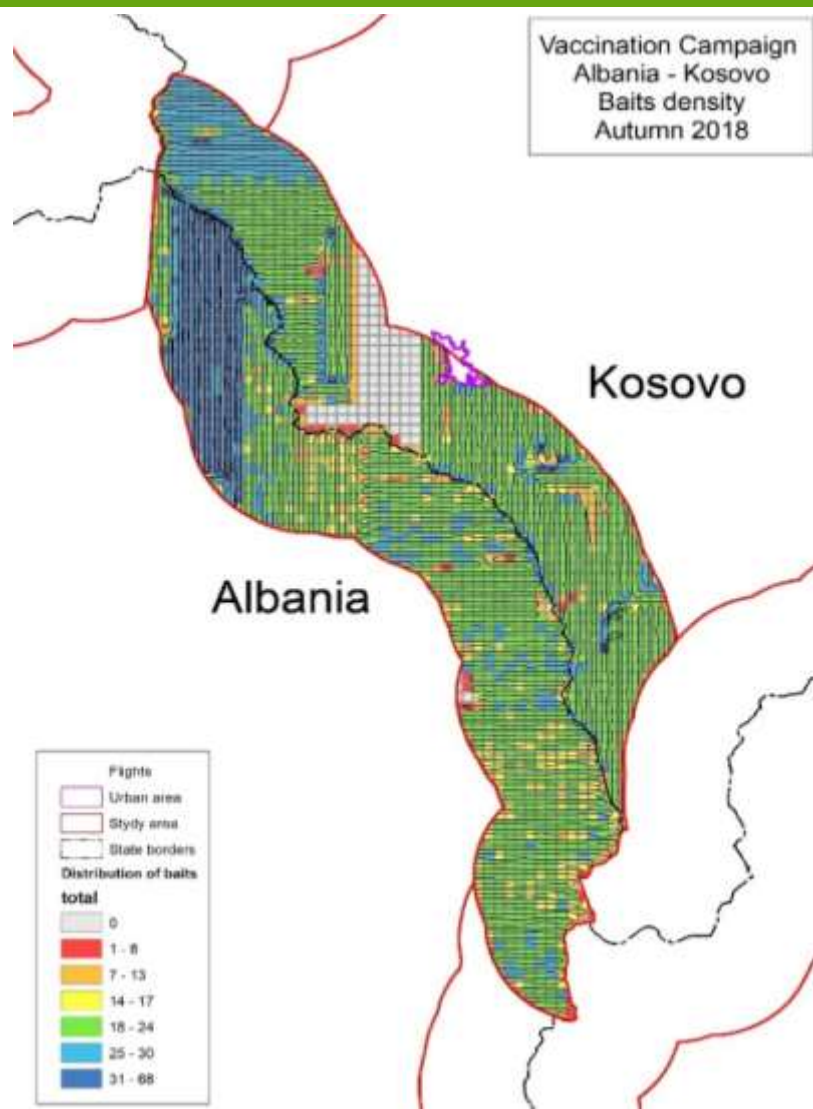 Vaccination Campaign
Albania - Kosovo
Baits density
Autumn 2018
Kosovo
Albania
Flights
Urban area
Stydy area
State borders
Distribution of baits
total
0
1 - 8
7 - 13
14 - 17
18 - 24
25 - 30
31 - 68